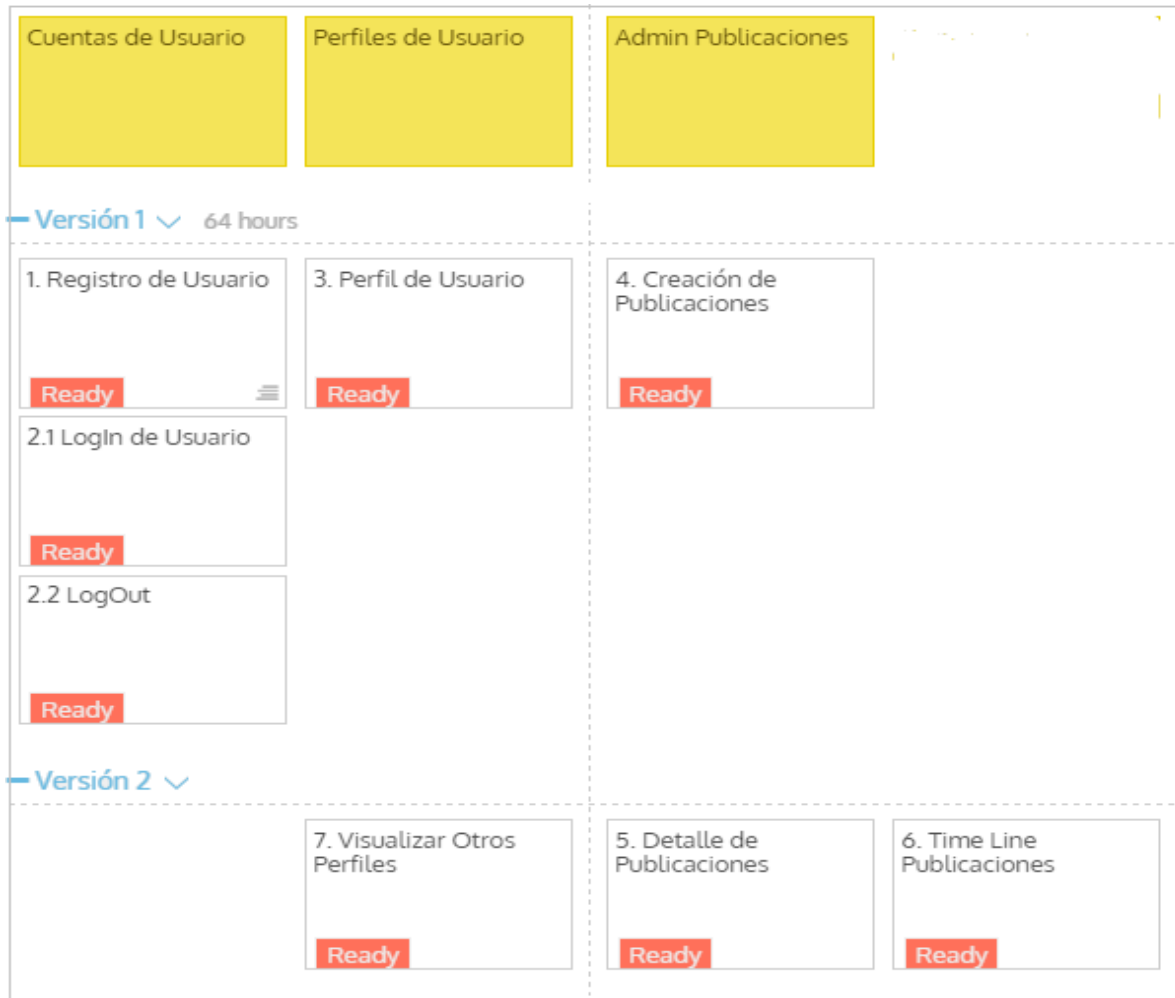 Cuentas de Usuario
Perfiles de Usuario
Admin Publicaciones
Versión 1
64 hours
1. Registro de Usuario
Ready
3. Perfil de Usuario
Ready
4. Creación de
Publicaciones
Ready
2.1 LogIn de Usuario
Ready
2.2 LogOut
Ready
Versión 2
7. Visualizar Otros
Perfiles
Ready
5. Detalle de
Publicaciones
Ready
6. Time Line
Publicaciones
Ready